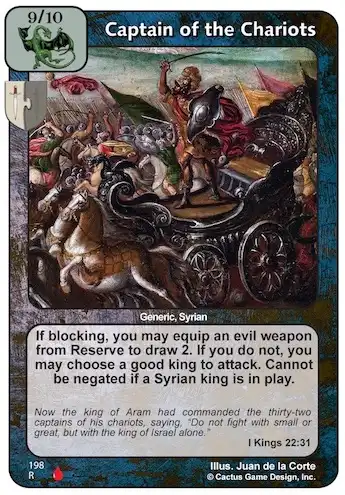 9/10
Captain of the Chariots
Generic, Syrian
If blocking, you may equip an evil weapon
from Reserve to draw 2. If you do not, you
may choose a good king to attack. Cannot
be negated if a Syrian king is in play.
Now the king of Aram had commanded the thirty-two
captains of his chariots, saying, “Do not fight with small or
great, but with the king of Israel alone.”
I Kings 22:31
198
R
Illus. Juan de la Corte
© Cactus Game Design, Inc.